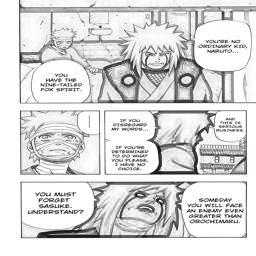 YOU'RE NO
ORDINARY KID,
NARUTO...
YOU
HAVE THE
NINE-TAILED
FOX SPIRIT.
IF YOU
DISREGARD
MY WORDS...
IF YOU'RE
DETERMINED
TO DO WHAT
YOU PLEASE,
I HAVE NO
CHOICE.
AND
THIS IS
SERIOUS
BUSINESS.
YOU MUST
FORGET
SASUKE.
UNDERSTAND?
SOMEDAY
YOU WILL FACE
AN ENEMY EVEN
GREATER THAN
OROCHIMARU.